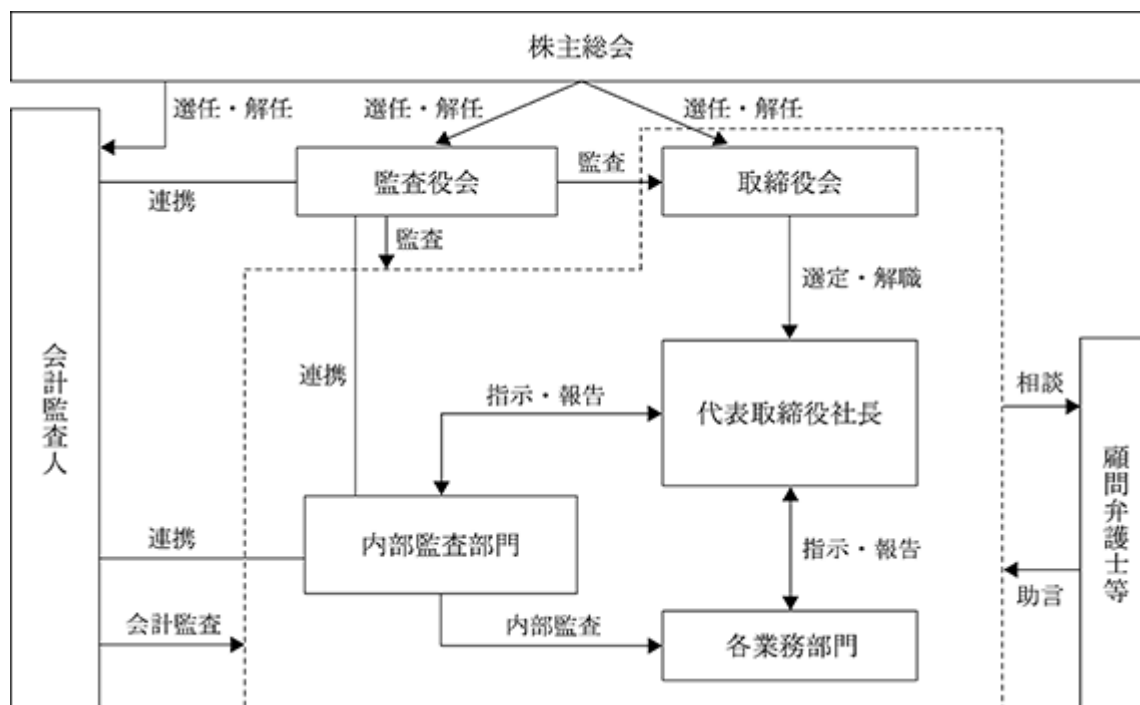 株主総会
選任・解任
選任・解任
選任・解任
監査役会
監査
取締役会
連携
監査
選定・解職
会計監査人
連携
指示・報告
代表取締役社長
相談
顧問弁護士等
連携
内部監査部門
指示・報告
助言
会計監査
内部監査
各業務部門